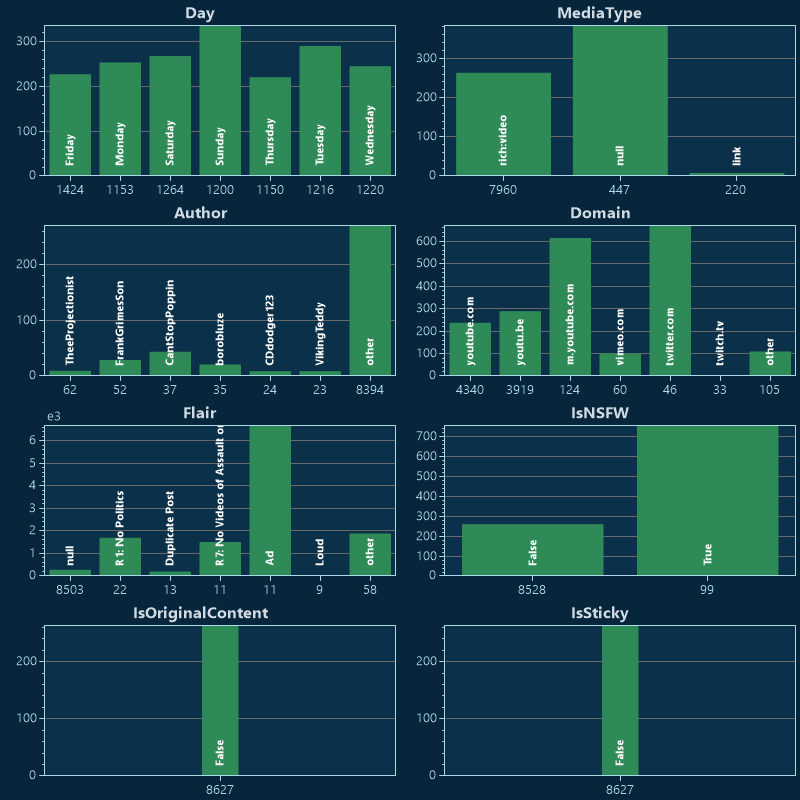 Day
300
200
100
0
Friday
Monday
Saturday
Sunday
Thursday
Tuesday
Wednesday
1424 1153 1264 1200 1150 1216 1220
MediaType
300
200
100
0
rich:video
null
link
7960 447 220
Author
200
100
0
TheeProjectionist
FrankGrimesSon
CantStopPoppin
borobluze
CDdodger123
VikingTeddy
other
62 52 37 35 24 23 8394
Domain
600
500
400
300
200
100
0
youtube.com
youtu.be
m.youtube.com
vimeo.com
twitter.com
twitch.tv
other
4340 3919 124 60 46 33 105
Flair
e3
6
5
4
3
2
1
0
null
R1: No Politics
Duplicate Post
R7: No Videos of Assault or
Ad
Loud
other
8503 22 13 11 11 9 58
IsNSFW
700
600
500
400
300
200
100
0
False
True
8528 99
IsOriginalContent
200
100
0
False
8627
IsSticky
200
100
0
False
8627